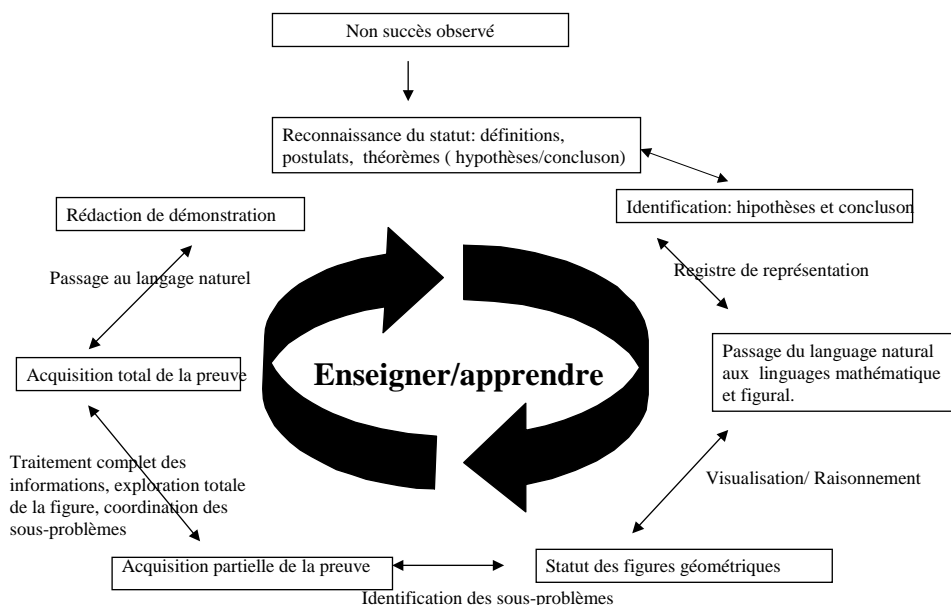 Non succès observé
Reconnaissance du statut: définitions,
postulats, théorèmes ( hypothèses/concluson)
Identification: hipothèses et concluson
Registre de représentation
Passage du language natural
aux linguages mathématique
et figural.
Visualisation/ Raisonnement
Statut des figures géométriques
Identification des sous-problèmes
Acquisition partielle de la preuve
Traitement complet des
informations, exploration totale
de la figure, coordination des
sous-problèmes
Acquisition total de la preuve
Passage au langage naturel
Rédaction de démonstration
Enseigner/apprendre